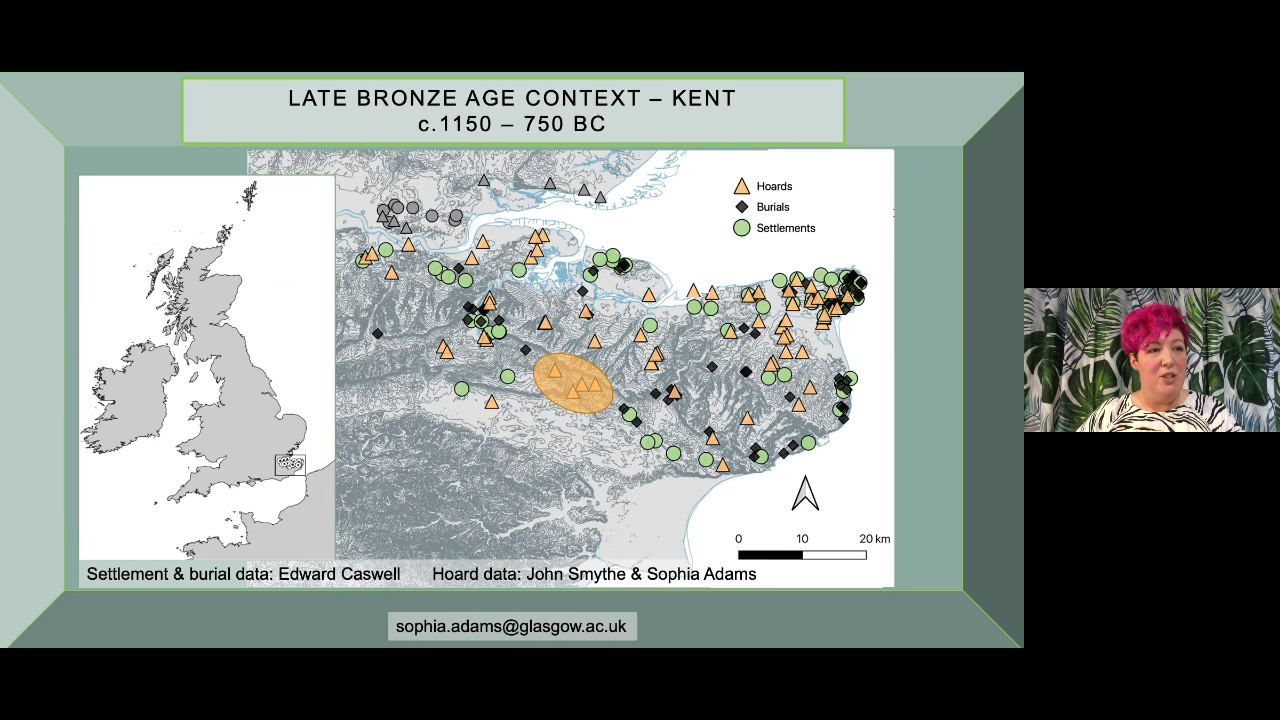 LATE BRONZE AGE CONTEXT – KENT
c.1150 – 750 BC
Hoards
Burials
Settlements
0 10 20 km
Settlement & burial data: Edward Caswell Hoard data: John Smythe & Sophia Adams
sophia.adams@glasgow.ac.uk